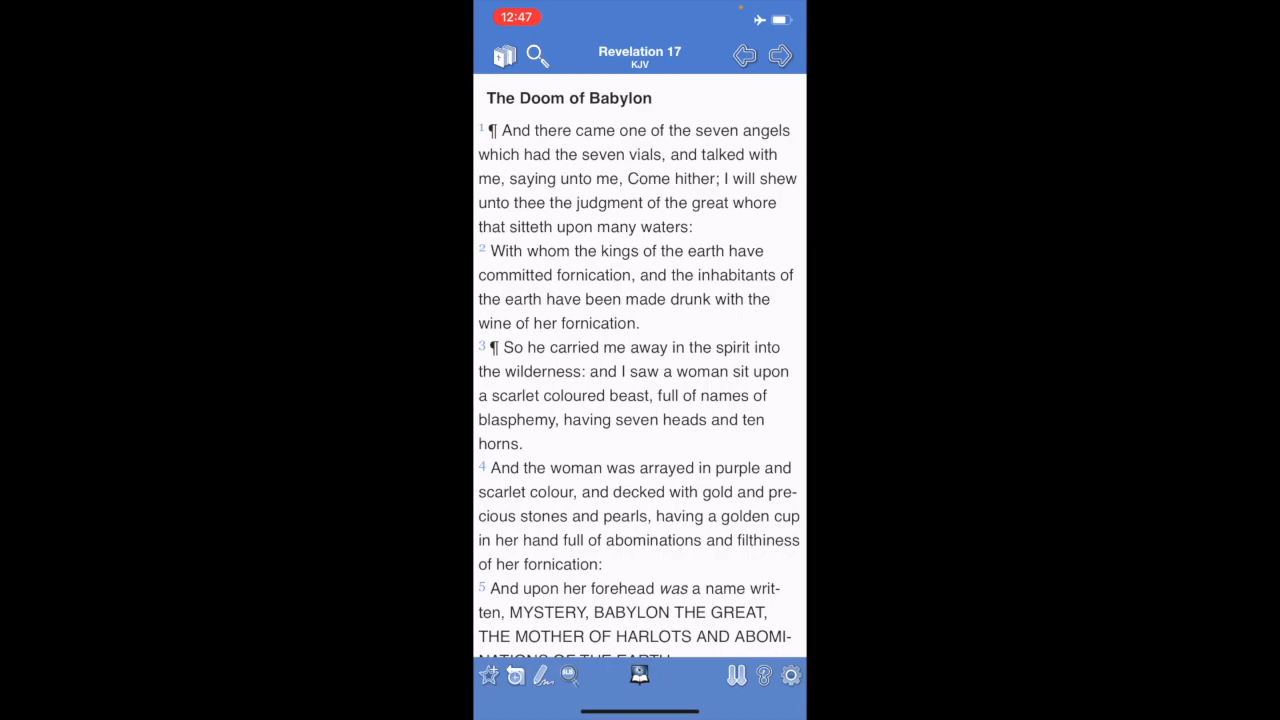 12:47
Revelation 17
KJV
The Doom of Babylon
1 ¶ And there came one of the seven angels
which had the seven vials, and talked with
me, saying unto me, Come hither; I will shew
unto thee the judgment of the great whore
that sitteth upon many waters:
2 With whom the kings of the earth have
committed fornication, and the inhabitants of
the earth have been made drunk with the
wine of her fornication.
3 ¶ So he carried me away in the spirit into
the wilderness: and I saw a woman sit upon
a scarlet coloured beast, full of names of
blasphemy, having seven heads and ten
horns.
4 And the woman was arrayed in purple and
scarlet colour, and decked with gold and pre-
cious stones and pearls, having a golden cup
in her hand full of abominations and filthiness
of her fornication:
5 And upon her forehead was a name writ-
ten, MYSTERY, BABYLON THE GREAT,
THE MOTHER OF HARLOTS AND ABOMI-
NATIONS OF THE EARTH